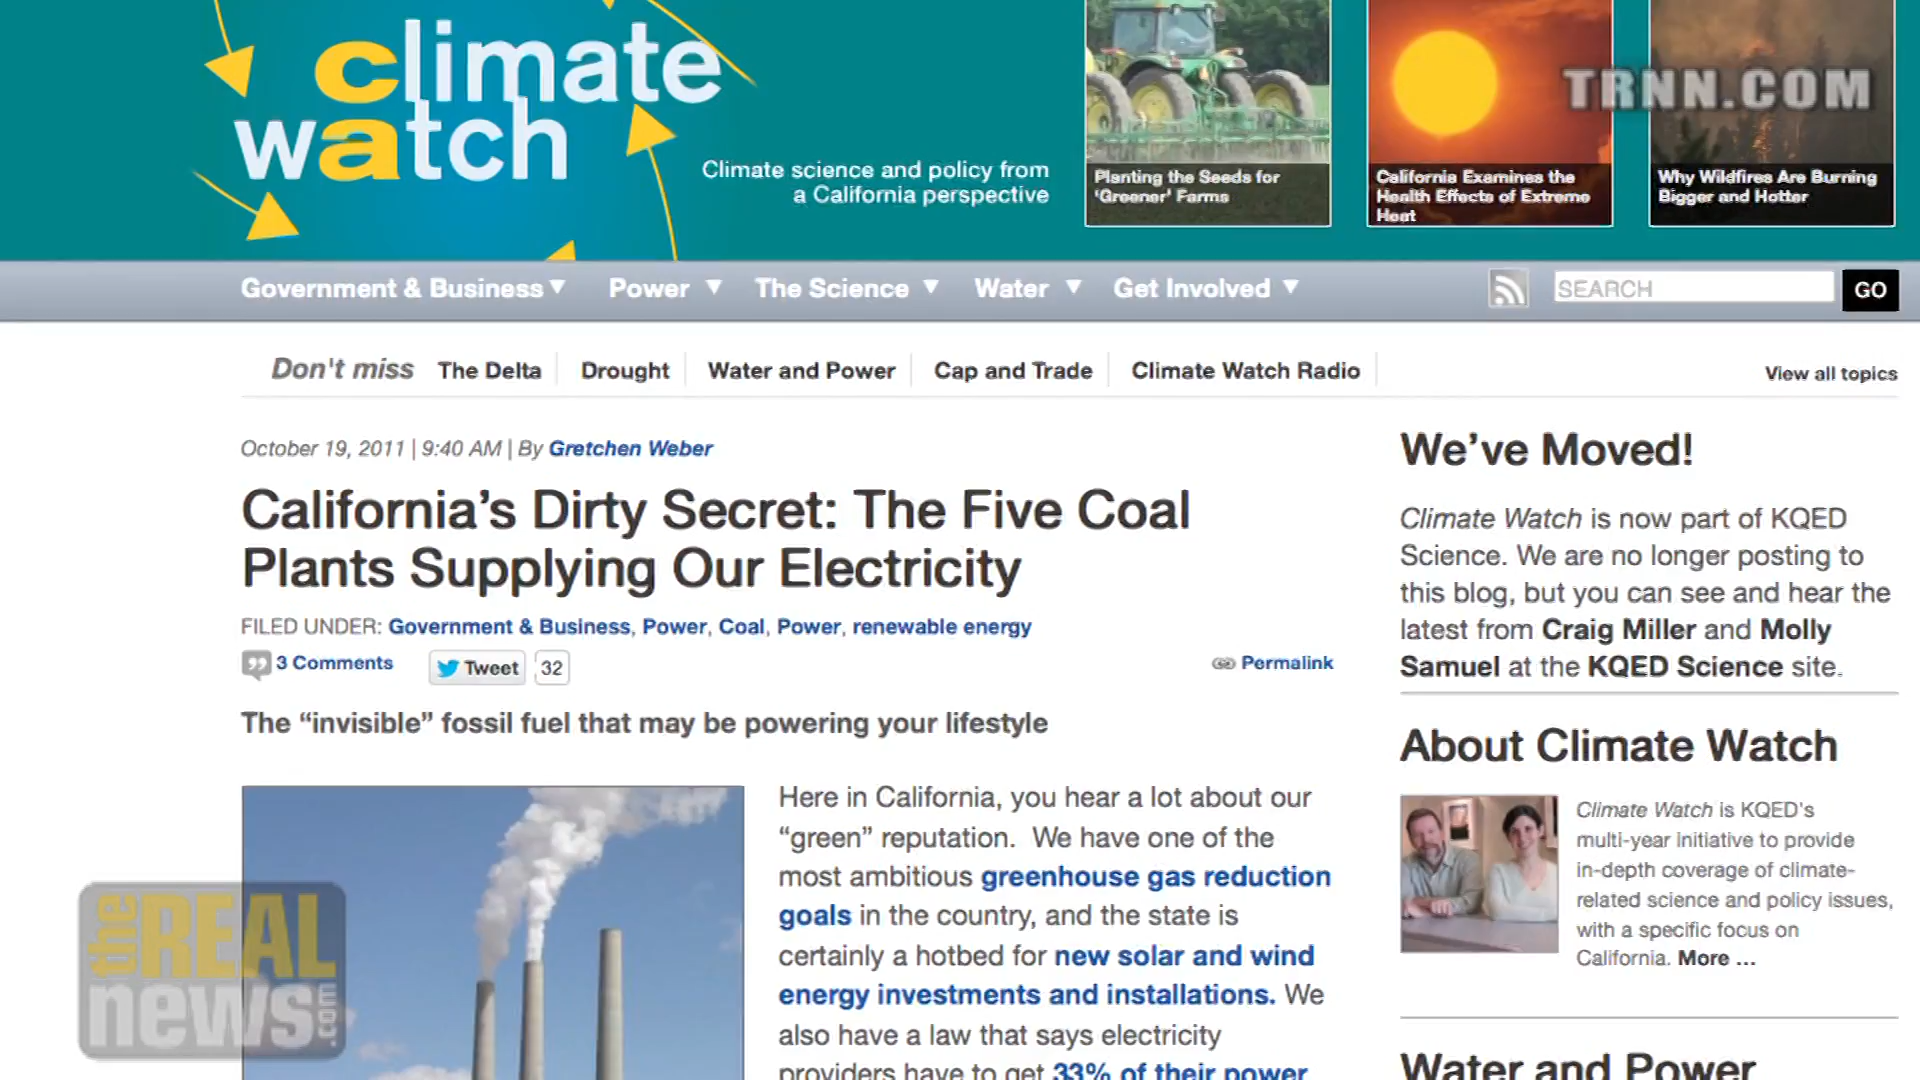 climate
watch
Climate science and policy from
a California perspective
Planting the Seeds for
'Greener' Farms
California Examines the
Health Effects of Extreme
Heat
Why Wildfires Are Burning
Bigger and Hotter
TRNN.COM
Government & Business
Power
The Science
Water
Get Involved
SEARCH
GO
Don't miss
The Delta
Drought
Water and Power
Cap and Trade
Climate Watch Radio
View all topics
October 19, 2011 | 9:40 AM | By Gretchen Weber
California’s Dirty Secret: The Five Coal
Plants Supplying Our Electricity
FILED UNDER: Government & Business, Power, Coal, Power, renewable energy
3 Comments
Tweet
32
Permalink
The “invisible” fossil fuel that may be powering your lifestyle
Here in California, you hear a lot about our
“green” reputation. We have one of the
most ambitious greenhouse gas reduction
goals in the country, and the state is
certainly a hotbed for new solar and wind
energy investments and installations. We
also have a law that says electricity
providers have to get 33% of their power
We’ve Moved!
Climate Watch is now part of KQED
Science. We are no longer posting to
this blog, but you can see and hear the
latest from Craig Miller and Molly
Samuel at the KQED Science site.
About Climate Watch
Climate Watch is KQED's
multi-year initiative to provide
in-depth coverage of climate-
related science and policy issues,
with a specific focus on
California. More ...
Water and Power
the REAL
news.com